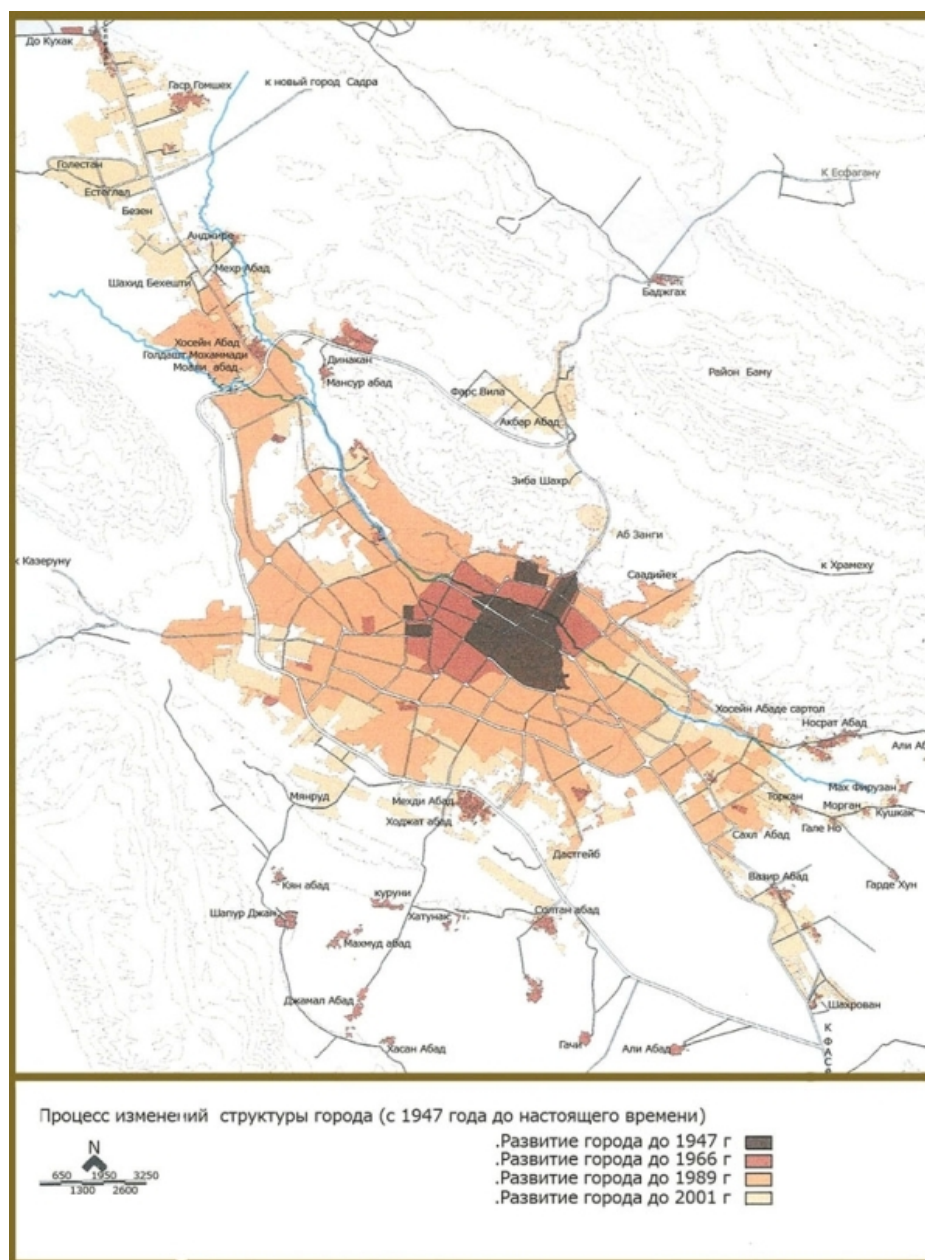 До Кухак
Гаср Гомшех
к новый город Садра
Голестан
Естеглал
К Есфагану
Безен
Анджире
Мехр Абад
Шахид Бехешти
Баджгах
Хосейн Абад
Голдашт Мохаммади
Моали абад
Динакан
Мансур абад
Район Баму
Фарс Вила
Акбар Абад
Зиба Шахр
Аб Занги
к Казеруну
Саадийех
к Храмеху
Хосейн Абаде сартол
Носрат Абад
Али Аб
Мах Фирузан
Мянруд
Мехди Абад
Торкан
Морган
Кушкак
Ходжат абад
Гале Но
Сахл Абад
Дастгейб
Вазир Абад
Гарде Хун
Кян абад
куруни
Шапур Джан
Хатунак
Солтан абад
Махмуд абад
Джамал Абад
Шахрован
К ФАС
Хасан Абад
Гачи
Али Абад
Процесс изменений структуры города (с 1947 года до настоящего времени)
N
650 1950 3250
1300 2600
.Развитие города до 1947 г
.Развитие города до 1966 г
.Развитие города до 1989 г
.Развитие города до 2001 г